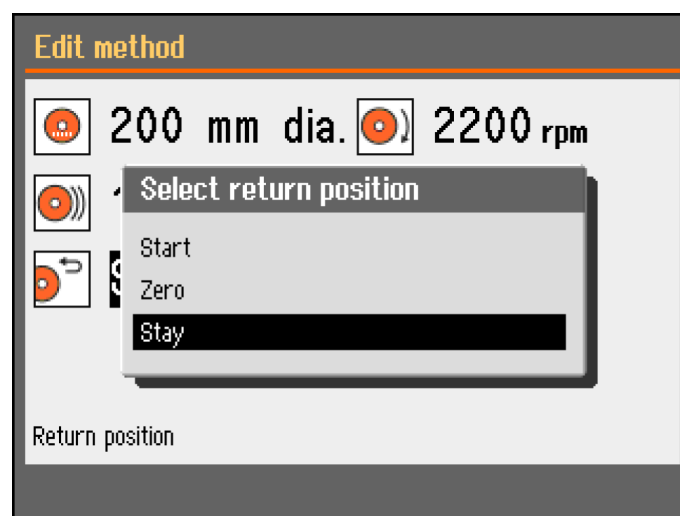 Edit method
200 mm dia. 2200 rpm
Select return position
Start
Zero
Stay
Return position